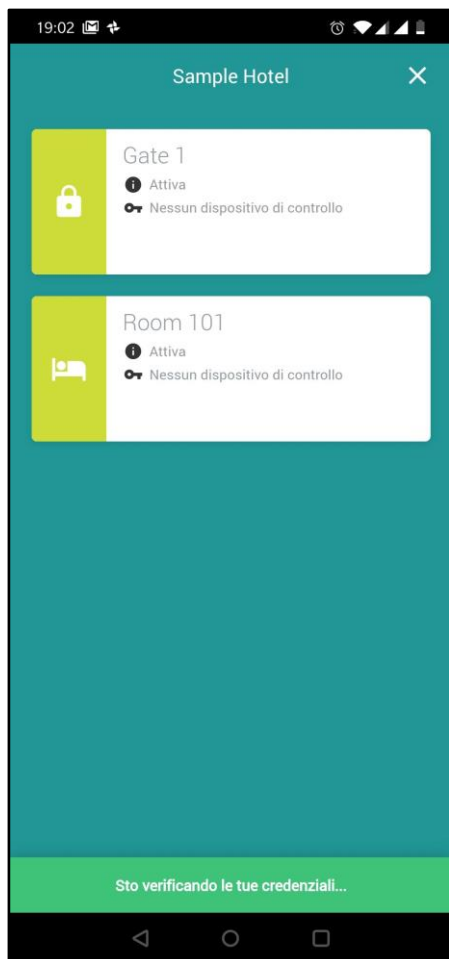 19:02
Sample Hotel
Gate 1
Attiva
Nessun dispositivo di controllo
Room 101
Attiva
Nessun dispositivo di controllo
Sto verificando le tue credenziali...